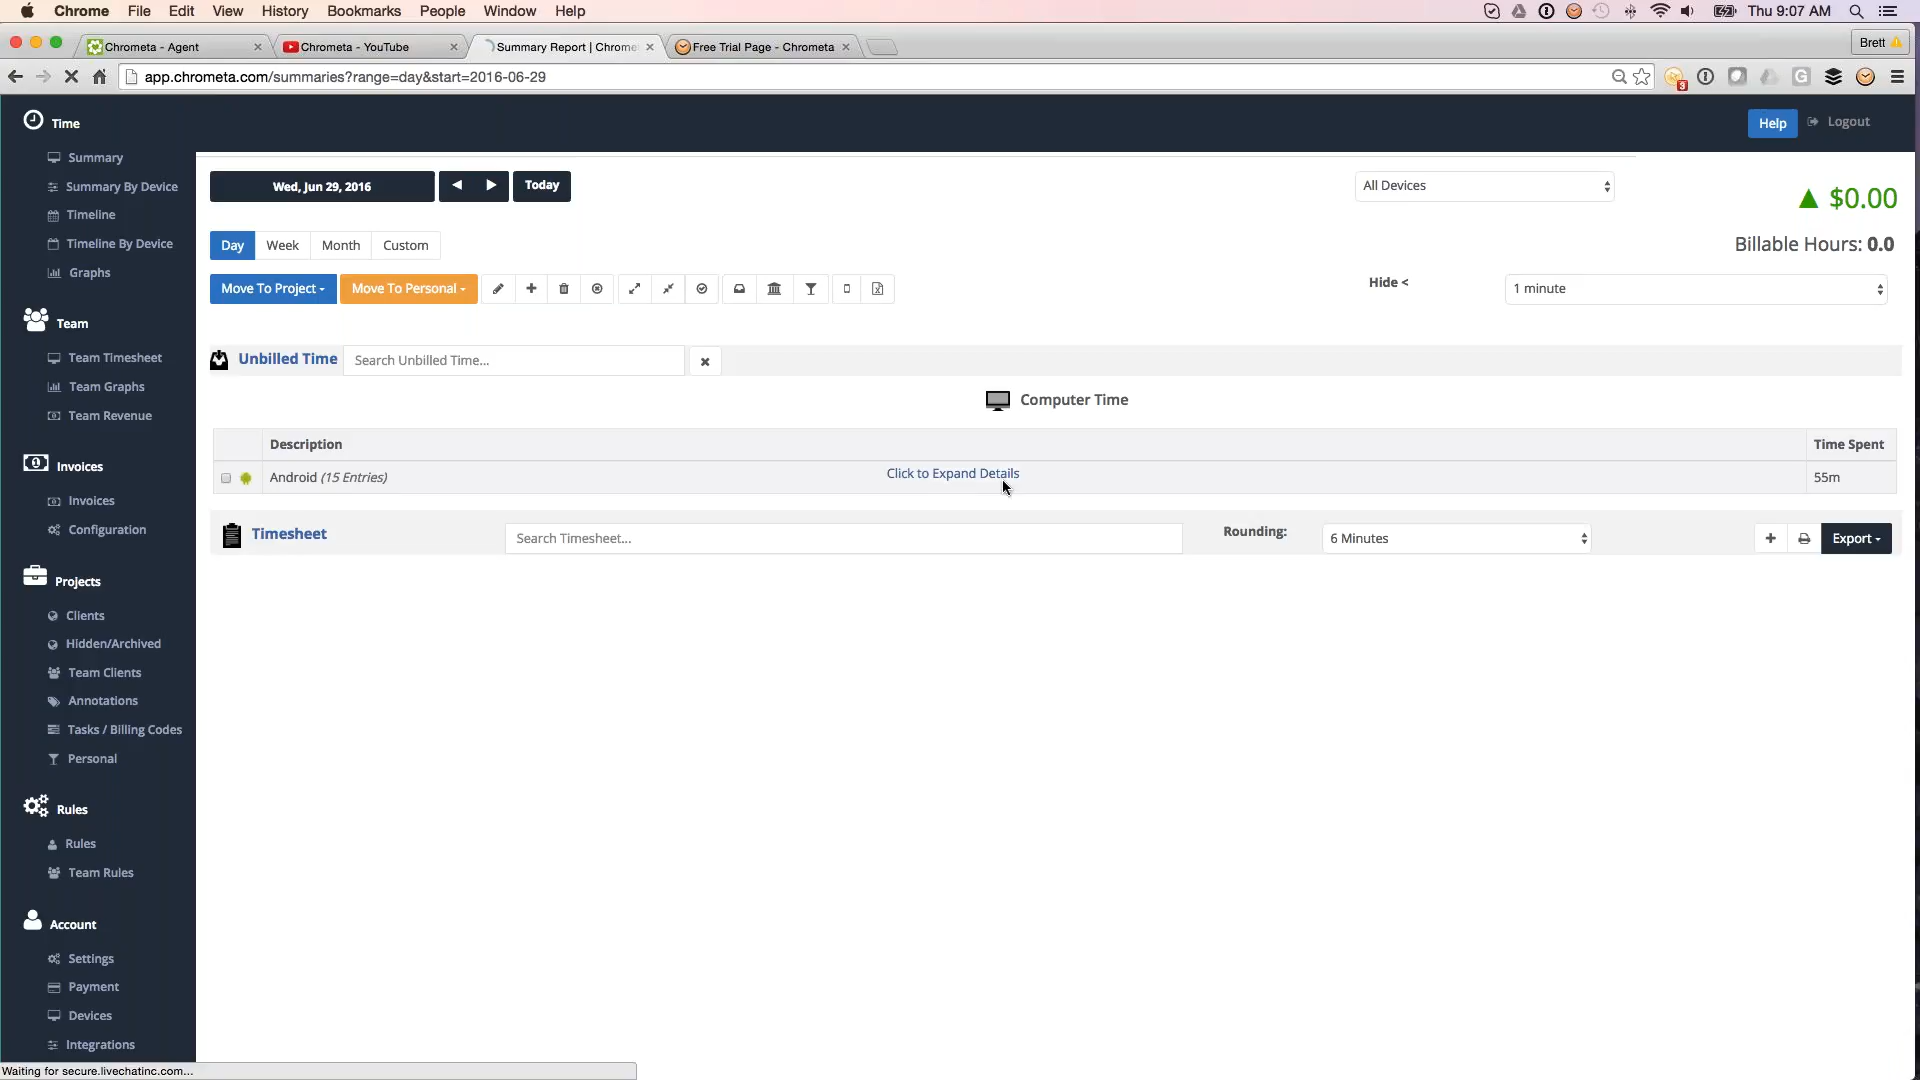 Chrome File Edit View History Bookmarks People Window Help Thu 9:07 AM
Chrometa - Agent Chrometa - YouTube Summary Report | Chrome Free Trial Page - Chrometa Brett
app.chrometa.com/summaries?range=day&start=2016-06-29
Time Help Logout
Summary
Summary By Device
Timeline
Timeline By Device
Graphs
Team
Team Timesheet
Team Graphs
Team Revenue
Invoices
Invoices
Configuration
Projects
Clients
Hidden/Archived
Team Clients
Annotations
Tasks / Billing Codes
Personal
Rules
Rules
Team Rules
Account
Settings
Payment
Devices
Integrations
Wed, Jun 29, 2016 Today All Devices $0.00
Day Week Month Custom Billable Hours: 0.0
Move To Project Move To Personal Hide < 1 minute
Unbilled Time Search Unbilled Time...
Computer Time
Description Time Spent
Android (15 Entries) Click to Expand Details 55m
Timesheet Search Timesheet... Rounding: 6 Minutes Export
Waiting for secure.livechatinc.com...